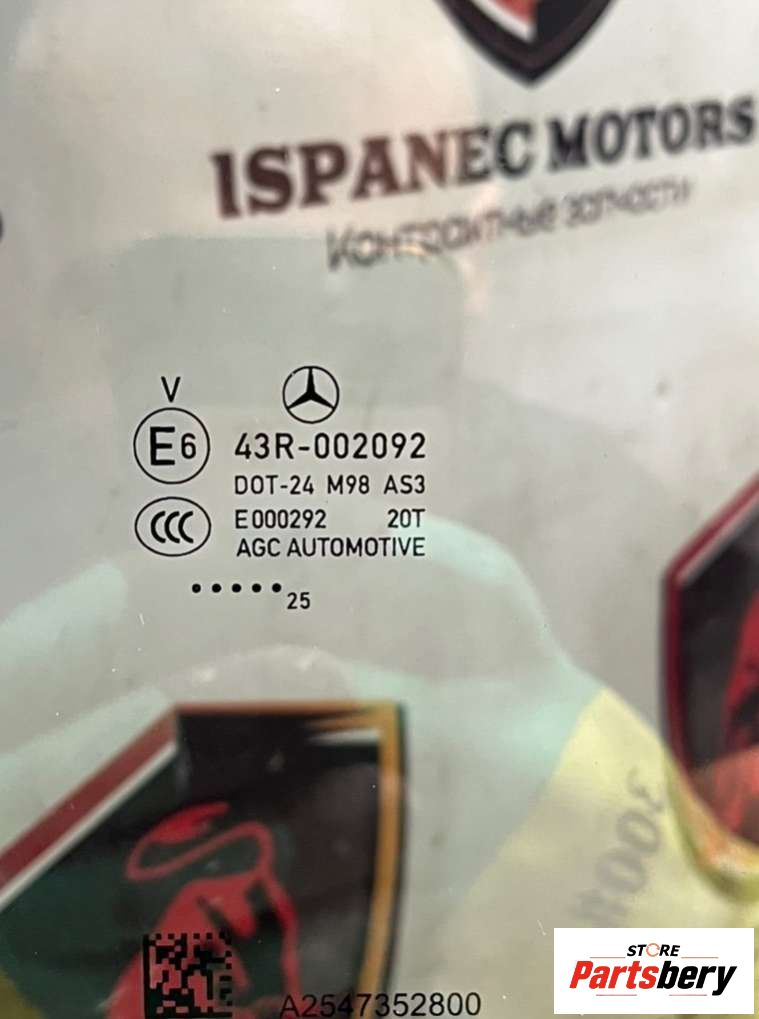 ISPANEC MOTORS
Контрактные запчасти
V
E6 43R-002092
DOT-24 M98 AS3
CCC E000292 20T
AGC AUTOMOTIVE
•••••25
A2547352800
STORE
Partsbery